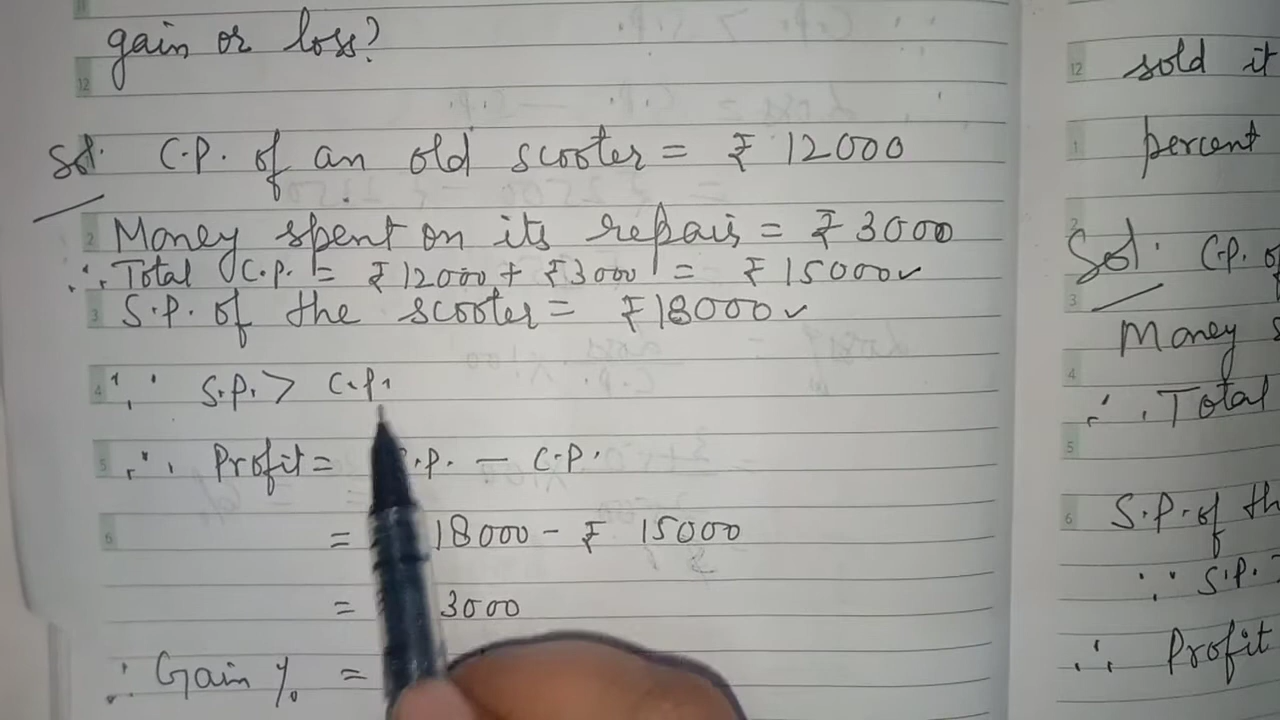 gain or loss?
Sol. C.P. of an old scooter = ₹ 12000
Money spent on its repairs = ₹ 3000
∴ Total C.P. = ₹ 12000 + ₹ 3000 = ₹ 15000 ✓
S.P. of the scooter = ₹ 18000 ✓
∵ S.P. > C.P.
∴ Profit = S.P. - C.P.
= 18000 - ₹ 15000
= 3000
∴ Gain % =
sold it
percent
Sol. C.P. of
Money
∴ Total
S.P. of th
∵ S.P.
∴ Profit